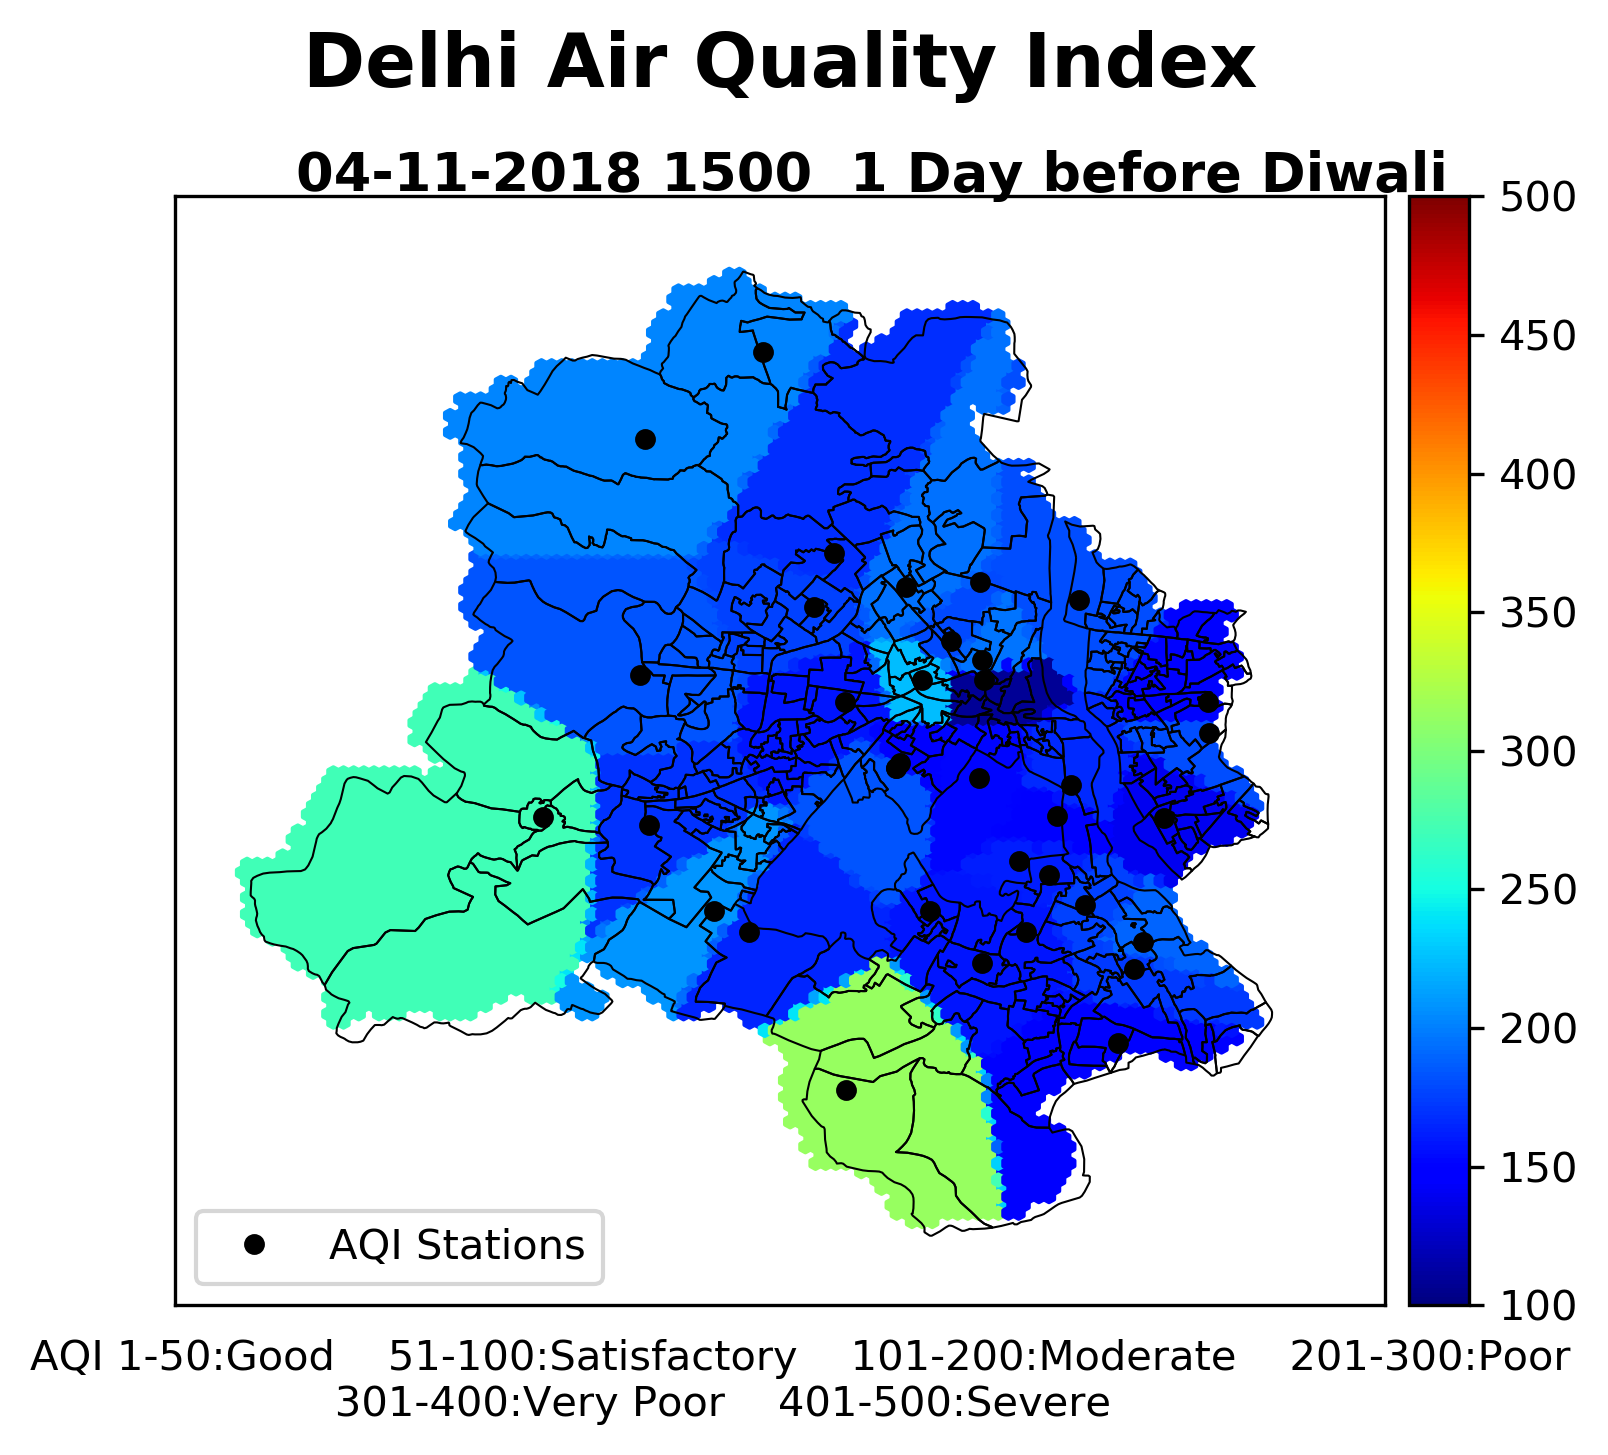 Delhi Air Quality Index
04-11-2018 1500  1 Day before Diwali
500
450
400
350
300
250
200
150
100
AQI Stations
AQI 1-50:Good    51-100:Satisfactory    101-200:Moderate    201-300:Poor
301-400:Very Poor    401-500:Severe